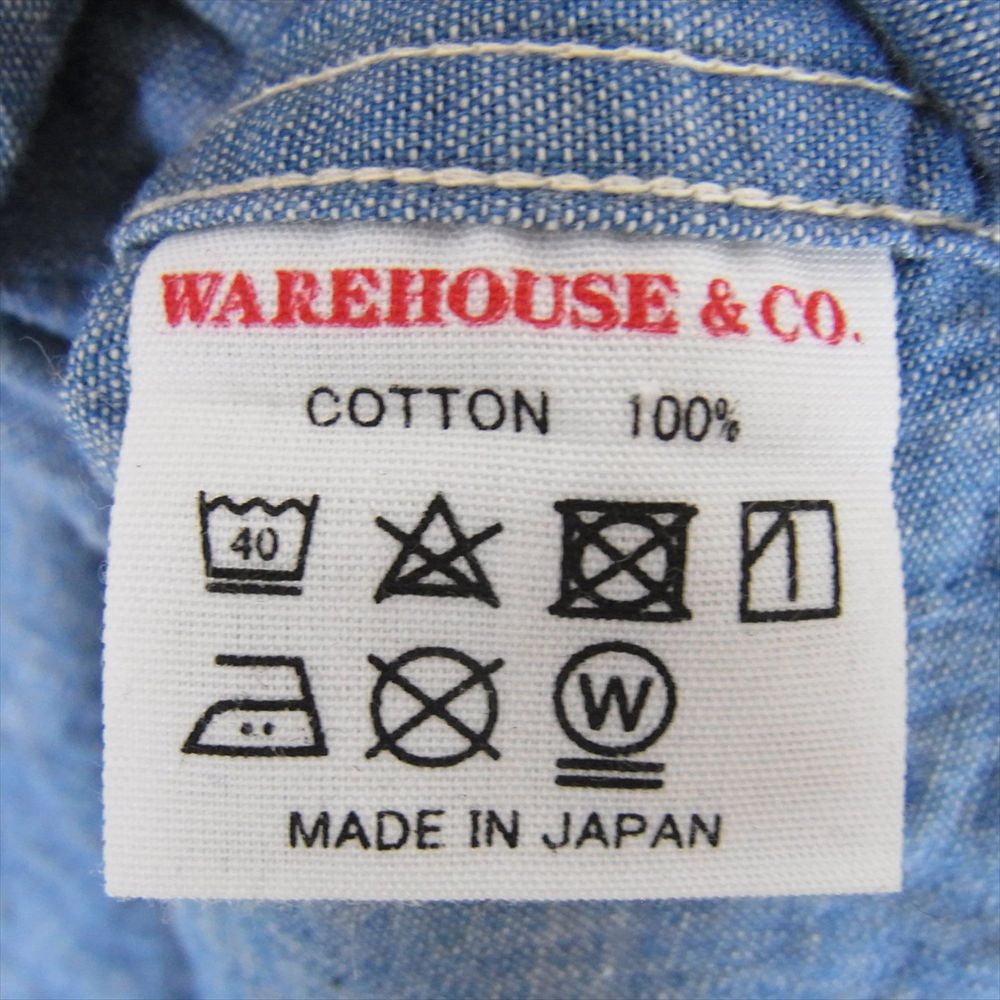 WAREHOUSE & CO.
COTTON 100%
40
W
MADE IN JAPAN